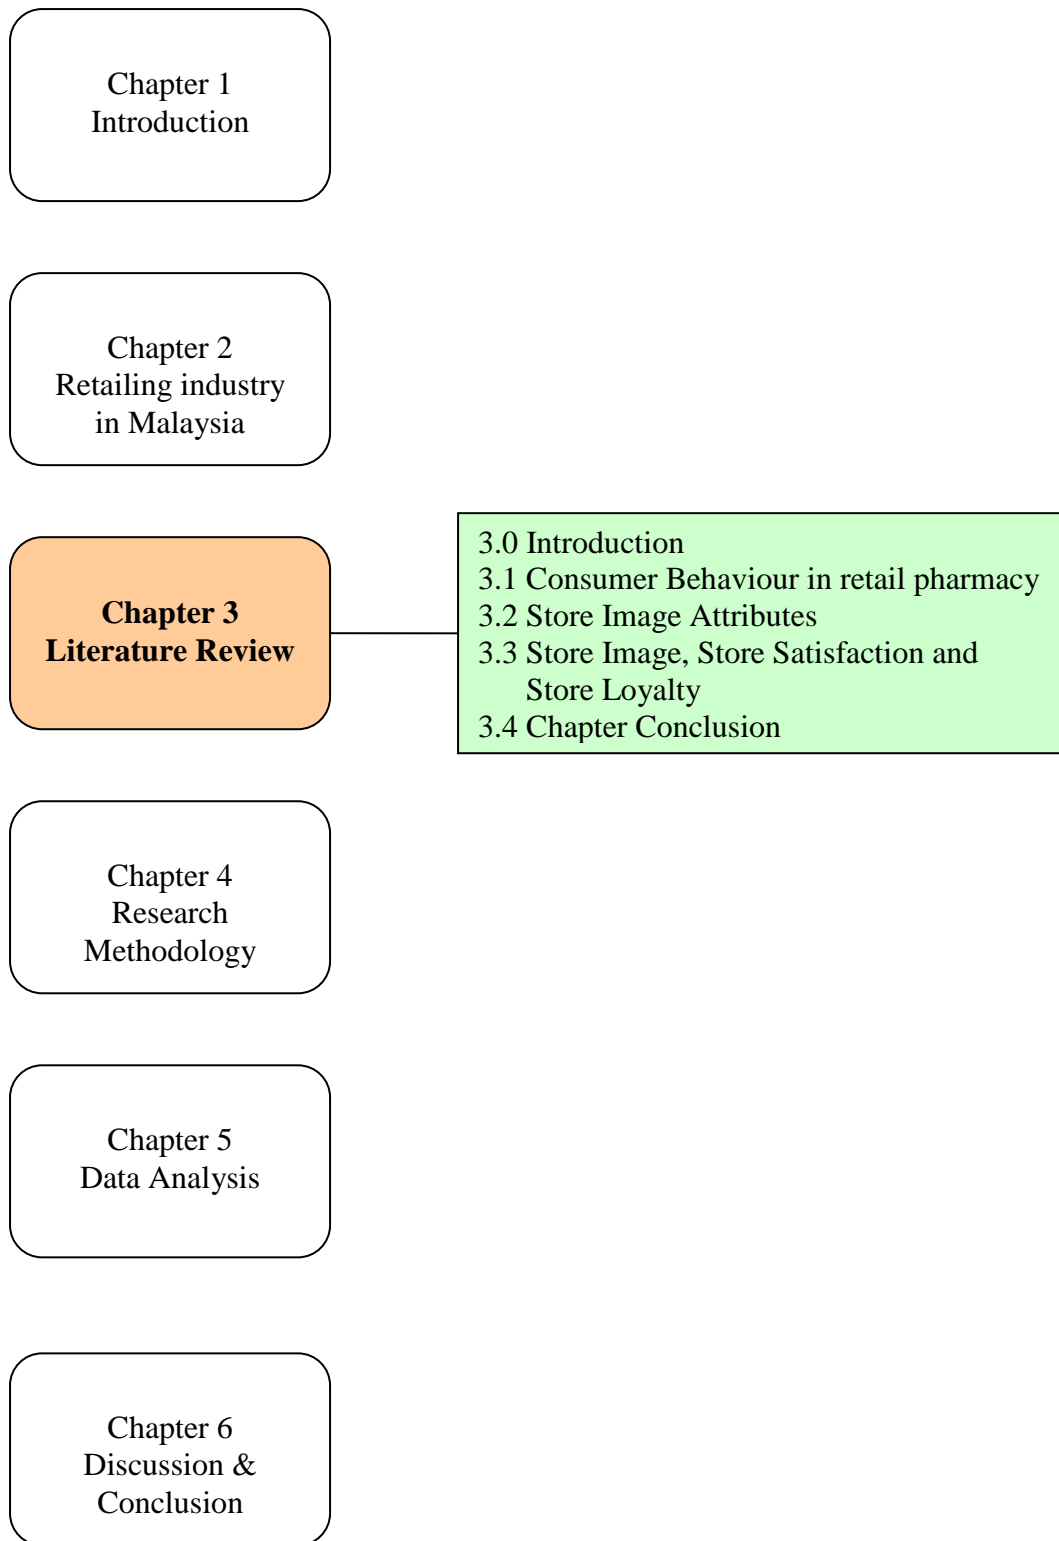 Chapter 1
Introduction
Chapter 2
Retailing industry
in Malaysia
Chapter 3
Literature Review
3.0 Introduction
3.1 Consumer Behaviour in retail pharmacy
3.2 Store Image Attributes
3.3 Store Image, Store Satisfaction and
Store Loyalty
3.4 Chapter Conclusion
Chapter 4
Research
Methodology
Chapter 5
Data Analysis
Chapter 6
Discussion &
Conclusion